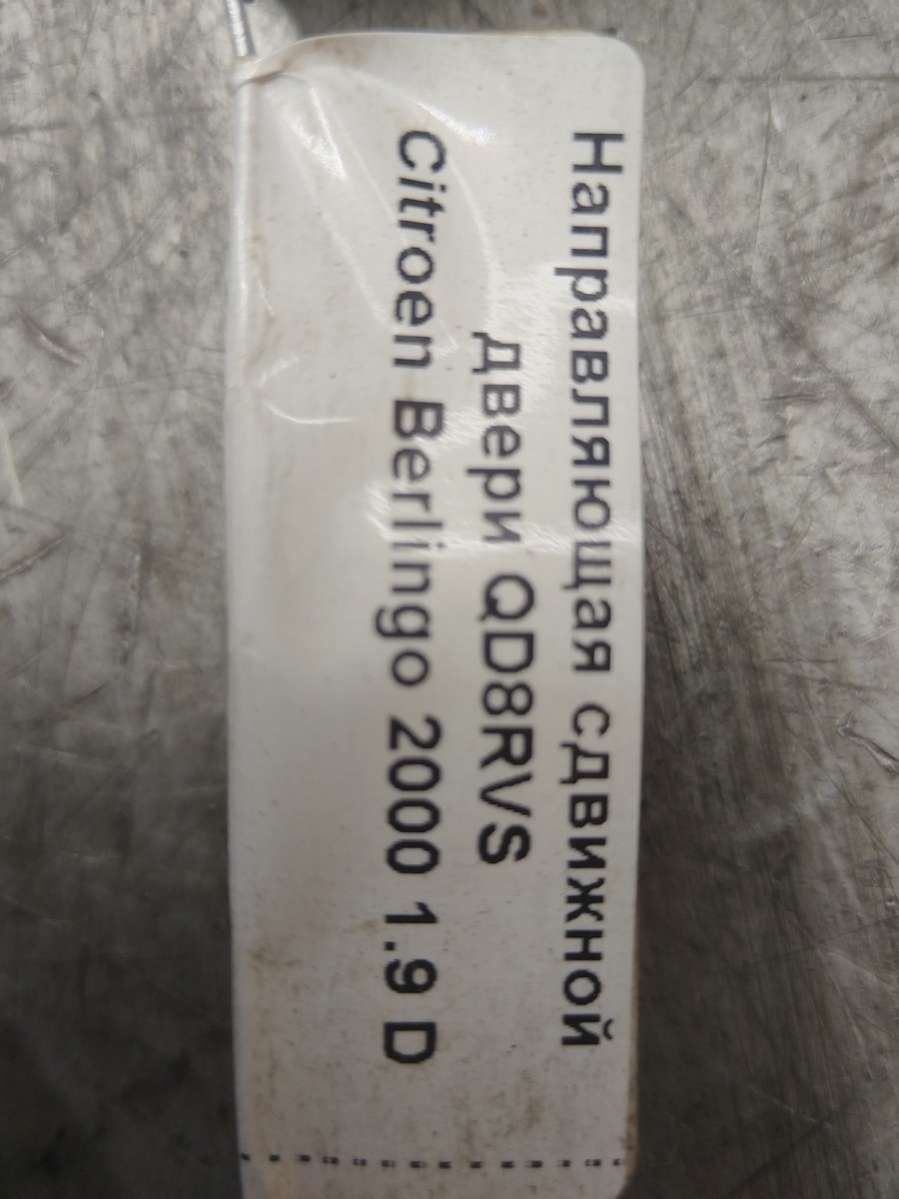 Направляющая сдвижной
двери QD8RVS
Citroen Berlingo 2000 1.9 D